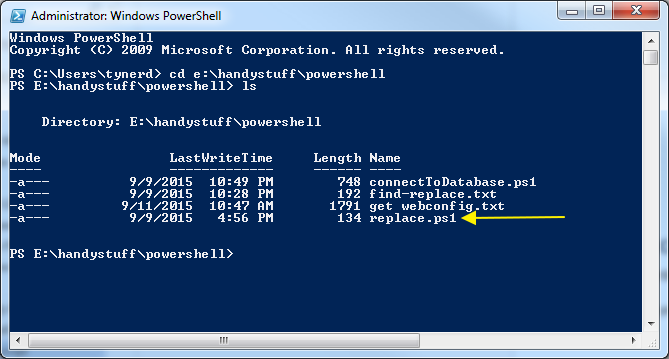 Administrator: Windows PowerShell
Windows PowerShell
Copyright (C) 2009 Microsoft Corporation. All rights reserved.
PS C:\Users\tynerd> cd e:\handystuff\powershell
PS E:\handystuff\powershell> ls
Directory: E:\handystuff\powershell
Mode LastWriteTime Length Name
---- ------------- ------ ----
-a--- 9/9/2015 10:49 PM 748 connectToDatabase.ps1
-a--- 9/9/2015 10:28 PM 192 find-replace.txt
-a--- 9/11/2015 10:47 AM 1791 get webconfig.txt
-a--- 9/9/2015 4:56 PM 134 replace.ps1
PS E:\handystuff\powershell>